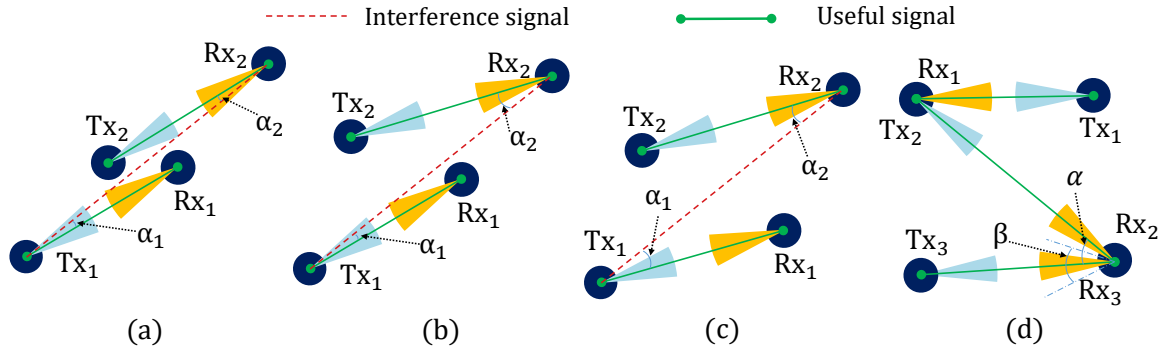 Interference signal
Useful signal
Rx₂
α₂
Tx₂
Rx₁
α₁
Tx₁
(a)
Rx₂
Tx₂
α₂
Rx₁
α₁
Tx₁
(b)
Rx₂
Tx₂
α₂
α₁
Tx₁
Rx₁
(c)
Rx₁
Tx₂
Tx₁
α
β
Rx₂
Tx₃
Rx₃
(d)